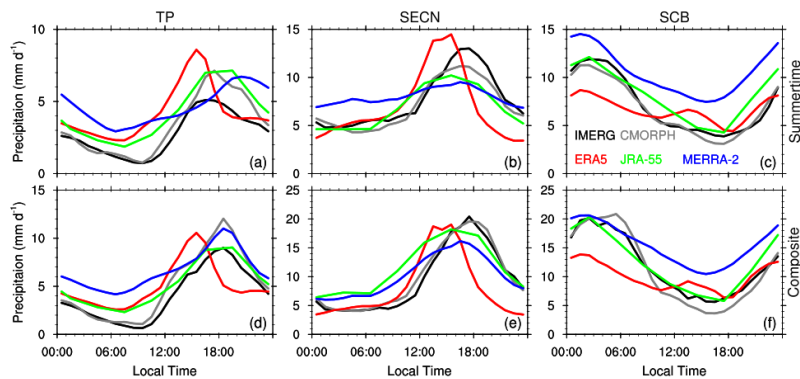 TP SECN SCB
10 15 15
Precipitaion (mm d⁻¹)
5 10 10
5 5
IMERG CMORPH
ERA5 JRA-55 MERRA-2
0 0 0
(a) (b) (c)
Summertime
15 25 25
20 20
10 15 15
Precipitaion (mm d⁻¹)
5 10 10
5 5
0 0 0
(d) (e) (f)
Composite
00:00 06:00 12:00 18:00 00:00 06:00 12:00 18:00 00:00 06:00 12:00 18:00
Local Time Local Time Local Time